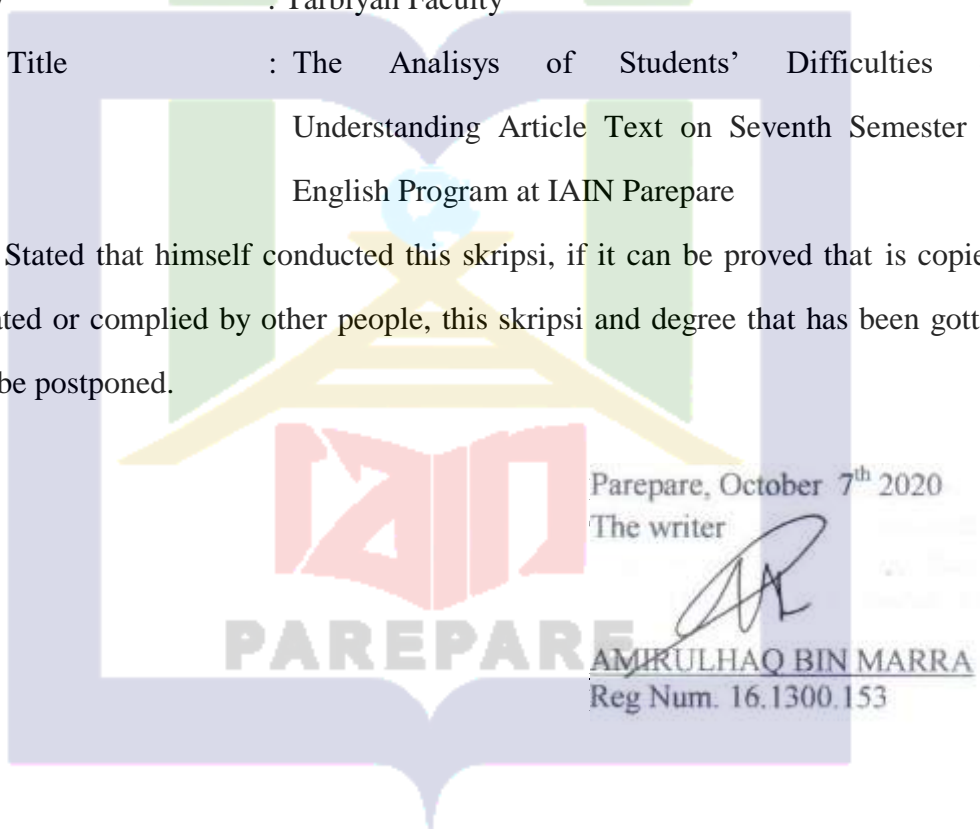 : Tarbiyah Faculty
Title : The Analisys of Students’ Difficulties
Understanding Article Text on Seventh Semester
English Program at IAIN Parepare
Stated that himself conducted this skripsi, if it can be proved that is copie
ated or complied by other people, this skripsi and degree that has been gott
be postponed.
Parepare, October 7th 2020
The writer
iain
PAREPARE
AMIRULHAQ BIN MARRA
Reg Num. 16.1300.153